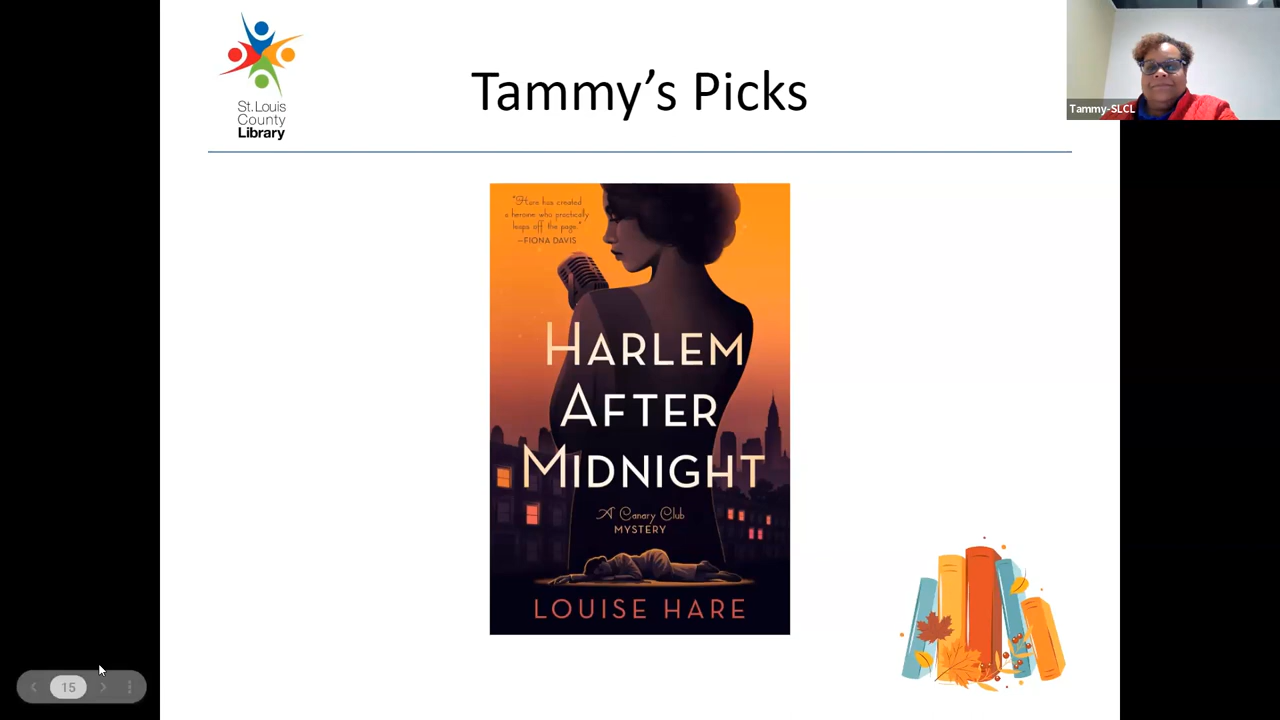 St.Louis
County
Library
Tammy's Picks
Tammy-SLCL
"Hare has created
a heroine who practically
leaps off the page."
—FIONA DAVIS
HARLEM
AFTER
MIDNIGHT
A Canary Club
MYSTERY
LOUISE HARE
15